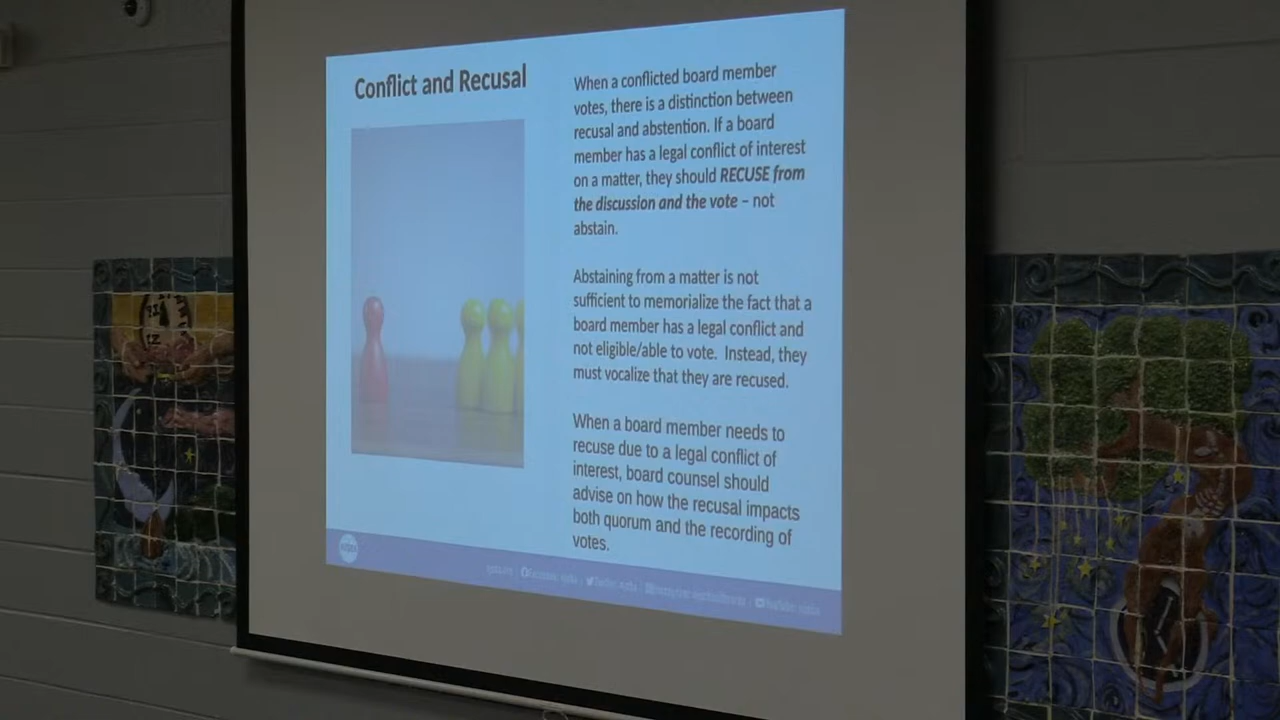 Conflict and Recusal
When a conflicted board member
votes, there is a distinction between
recusal and abstention. If a board
member has a legal conflict of interest
on a matter, they should RECUSE from
the discussion and the vote – not
abstain.
Abstaining from a matter is not
sufficient to memorialize the fact that a
board member has a legal conflict and
not eligible/able to vote. Instead, they
must vocalize that they are recused.
When a board member needs to
recuse due to a legal conflict of
interest, board counsel should
advise on how the recusal impacts
both quorum and the recording of
votes.